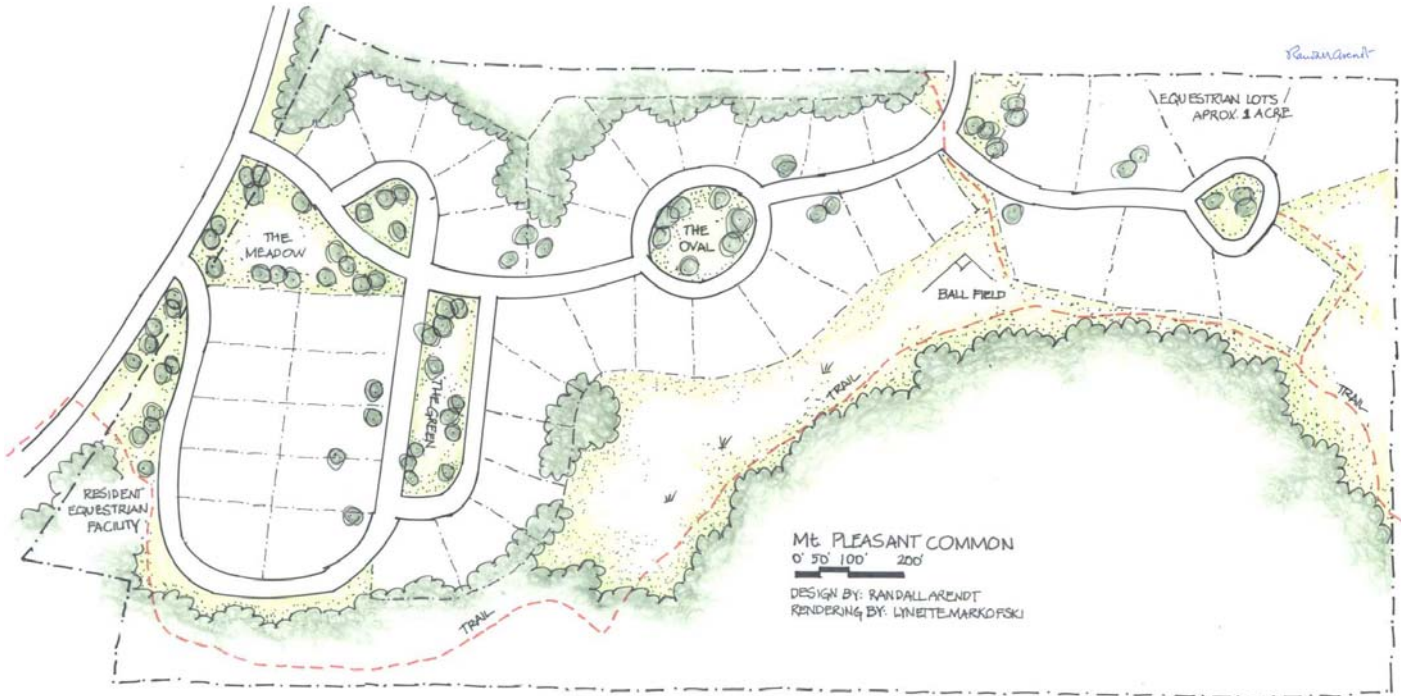 Randall Arendt
EQUESTRIAN LOTS
APROX. 1 ACRE
THE
MEADOW
THE
OVAL
BALL FIELD
THE GREEN
TRAIL
TRAIL
RESIDENT
EQUESTRIAN
FACILITY
TRAIL
Mt. PLEASANT COMMON
0' 50' 100' 200'
DESIGN BY: RANDALL ARENDT
RENDERING BY: LYNETTE MARKOFSKI